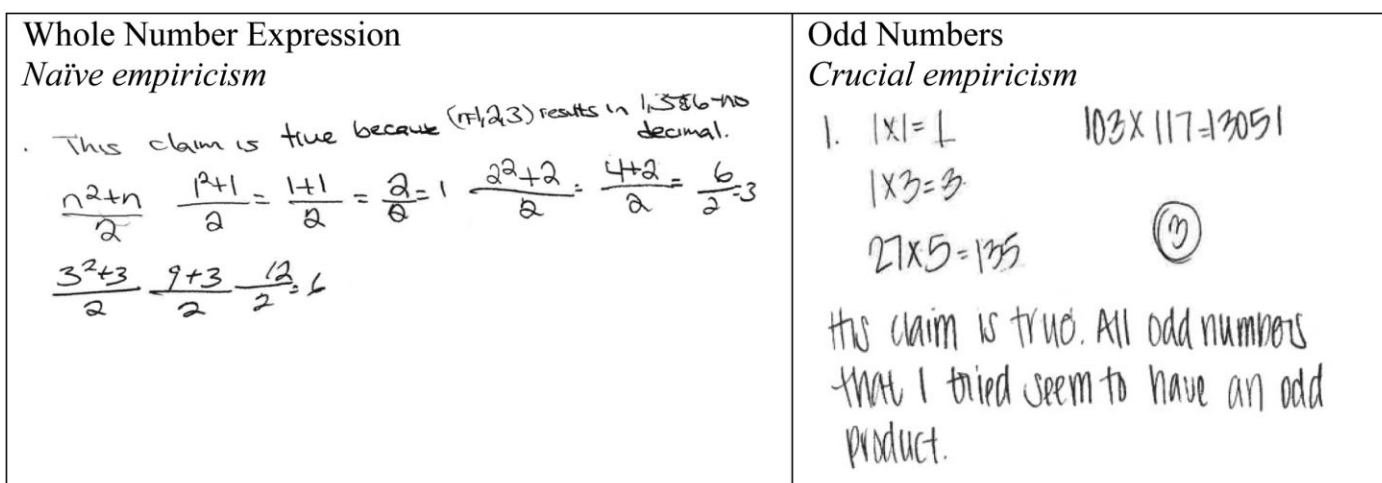 Whole Number Expression
Naïve empiricism
. This claim is true because (n=1,2,3) results in 1,3&6-no
decimal.
n²+n/2 1²+1/2 = 1+1/2 = 2/2 = 1 2²+2/2 = 4+2/2 = 6/2 = 3
3²+3/2 9+3/2 12/2 = 6
Odd Numbers
Crucial empiricism
1. 1x1=1 103x117=13051
1x3=3
27x5=135 3
this claim is true. All odd numbers
that I tried seem to have an odd
product.